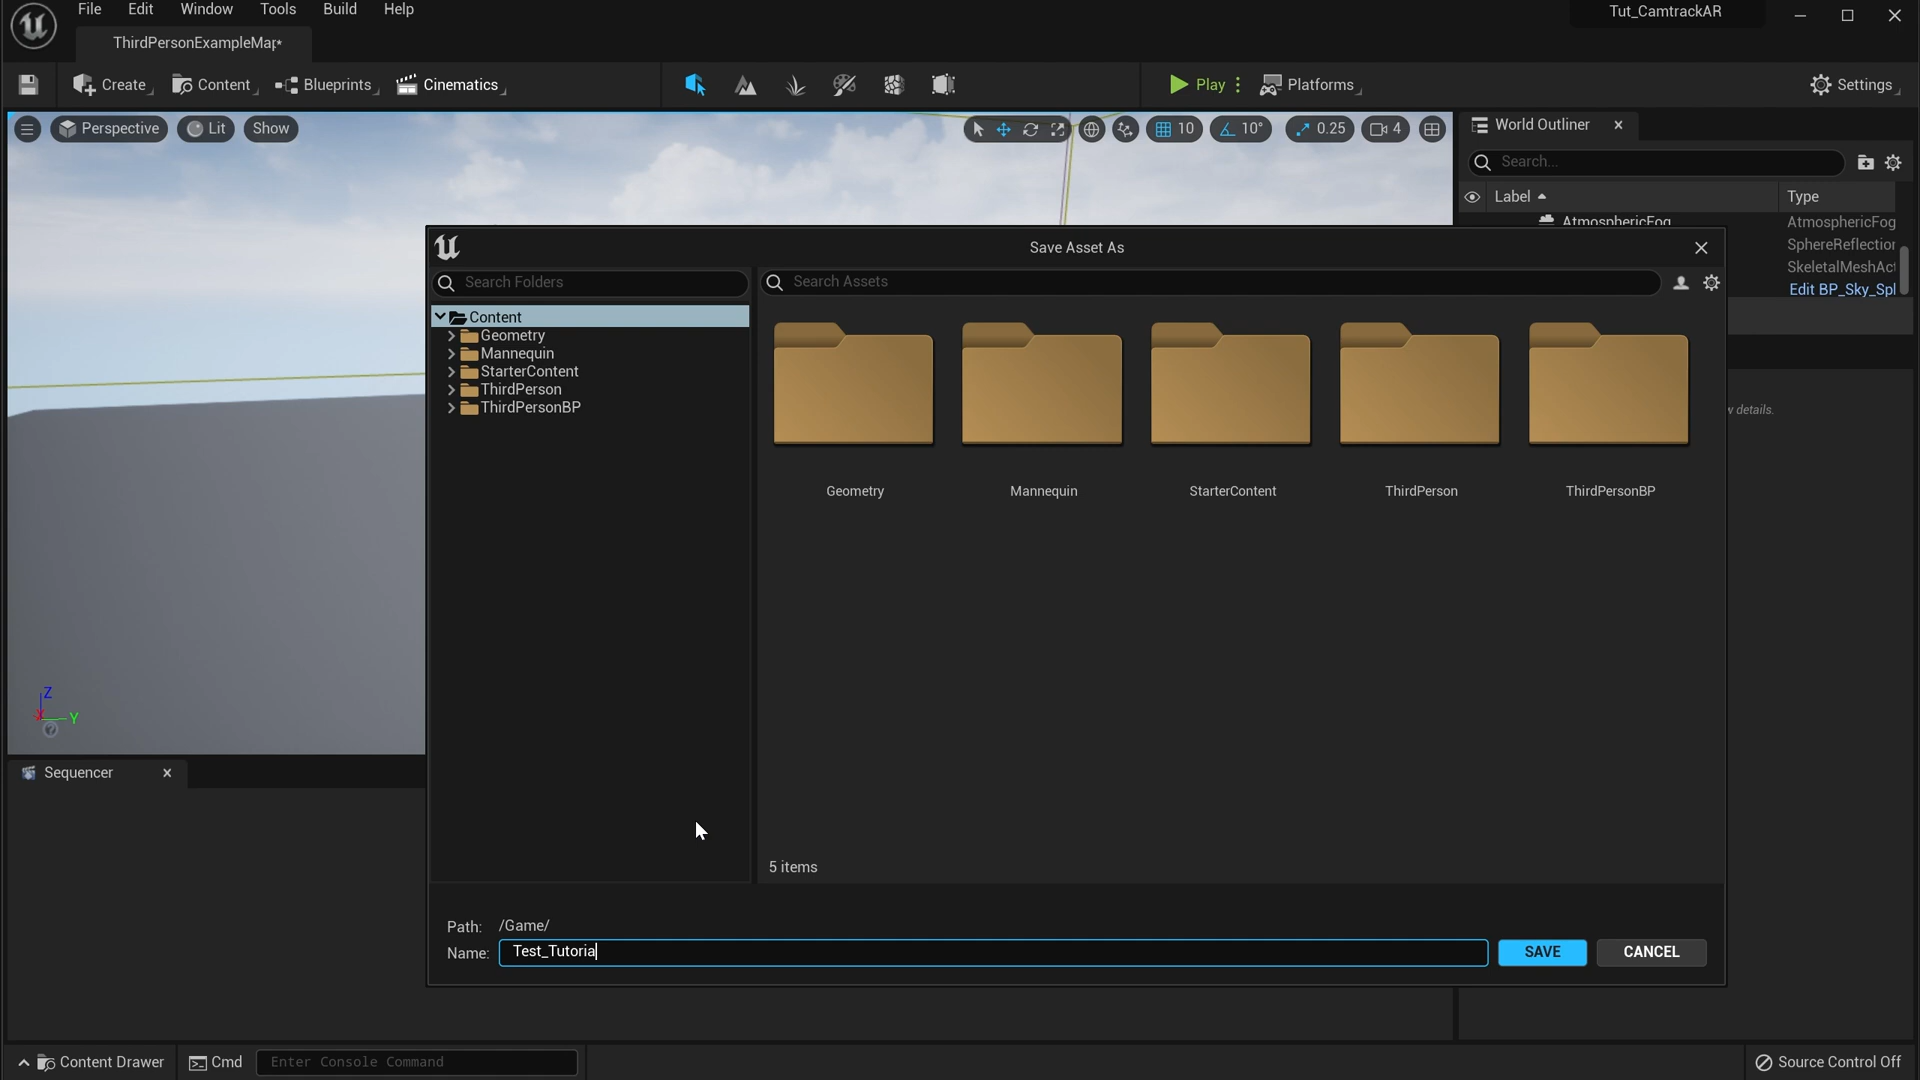 File Edit Window Tools Build Help
Tut_CamtrackAR
ThirdPersonExampleMap*
Create Content Blueprints Cinematics Play Platforms Settings
Perspective Lit Show 10 10° 0.25 4
World Outliner
Search...
Label Type
AtmosphericFog AtmosphericFog
SphereReflection
SkeletalMeshAct
Edit BP_Sky_Spl
Save Asset As
Search Folders
Search Assets
Content
Geometry
Mannequin
StarterContent
ThirdPerson
ThirdPersonBP
Geometry Mannequin StarterContent ThirdPerson ThirdPersonBP
w details.
Z
Y
Sequencer
5 items
Path: /Game/
Name: Test_Tutoria
SAVE CANCEL
Content Drawer Cmd Enter Console Command Source Control Off